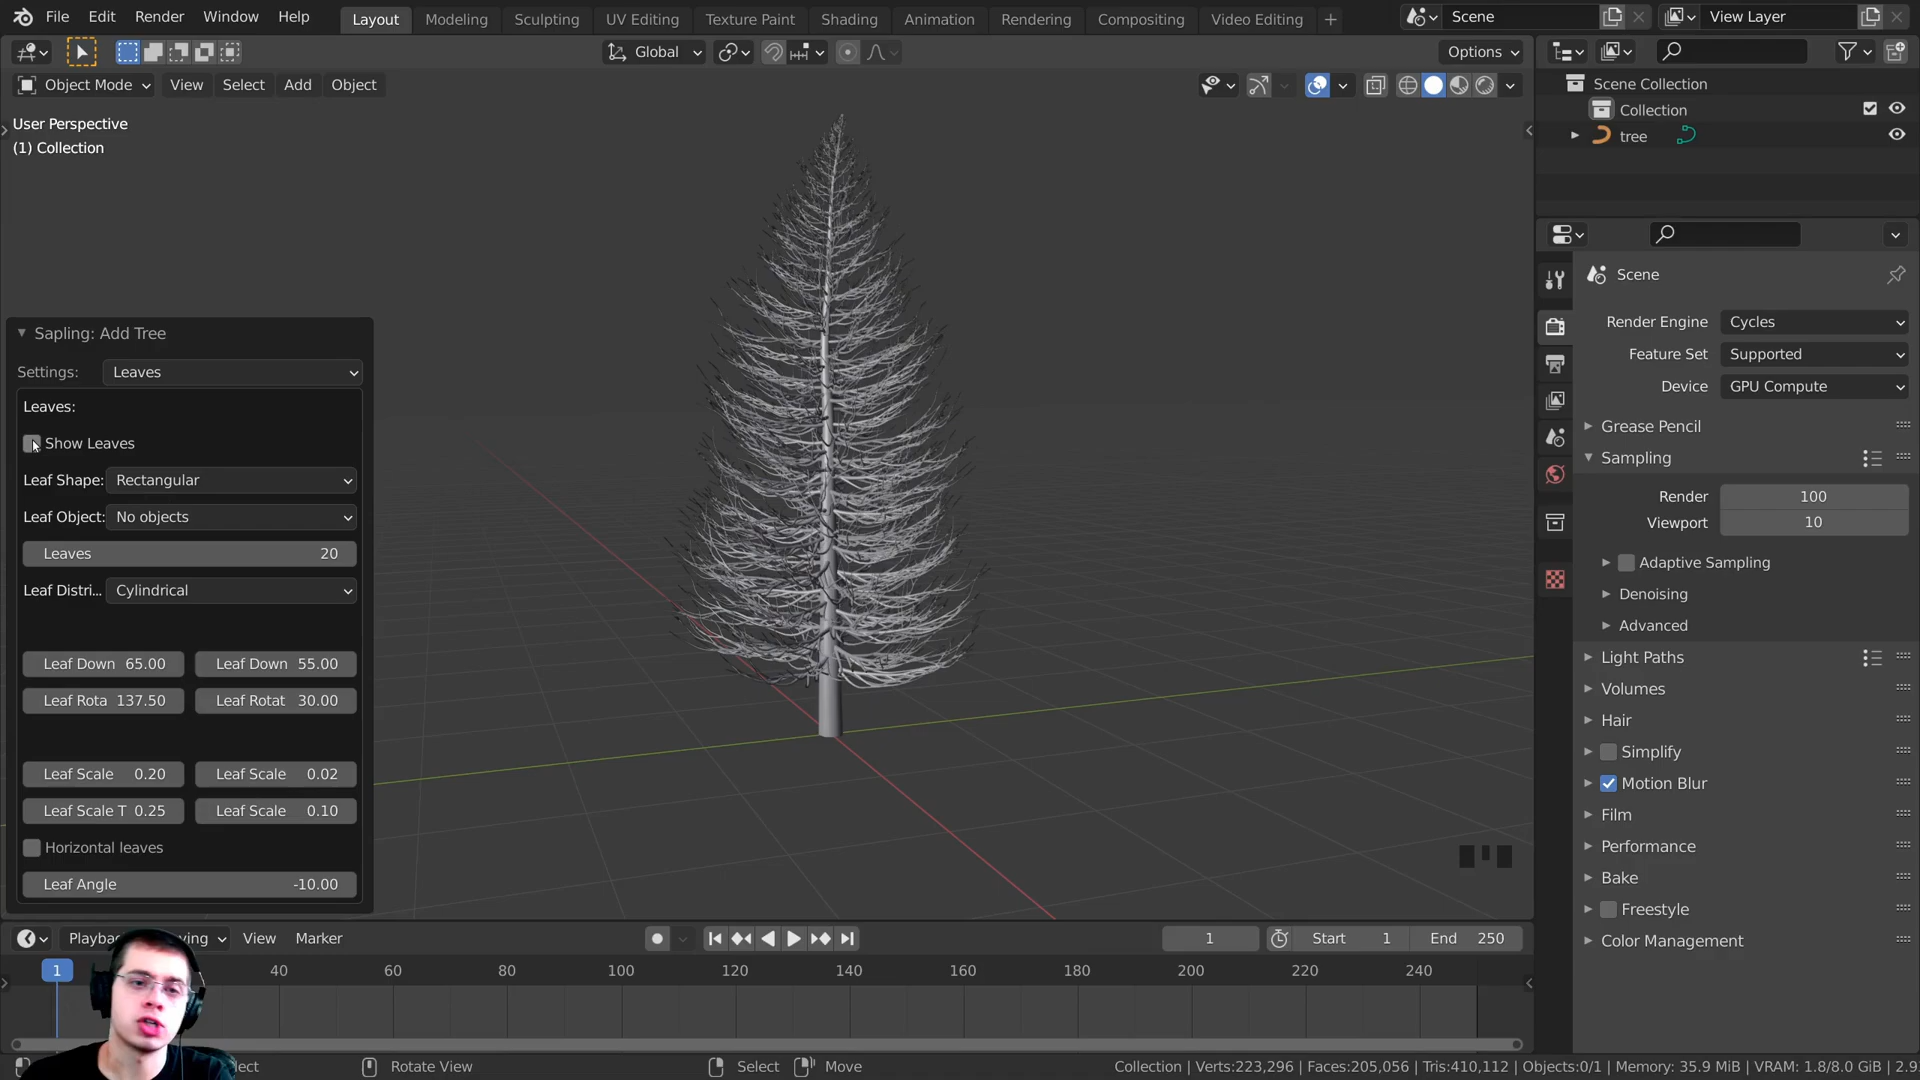 File Edit Render Window Help Layout Modeling Sculpting UV Editing Texture Paint Shading Animation Rendering Compositing Video Editing + Scene View Layer
Global Options
Object Mode View Select Add Object
User Perspective
(1) Collection
Scene Collection
Collection
tree
Sapling: Add Tree
Settings: Leaves
Leaves:
Show Leaves
Leaf Shape: Rectangular
Leaf Object: No objects
Leaves 20
Leaf Distri... Cylindrical
Leaf Down 65.00 Leaf Down 55.00
Leaf Rota 137.50 Leaf Rotat 30.00
Leaf Scale 0.20 Leaf Scale 0.02
Leaf Scale T 0.25 Leaf Scale 0.10
Horizontal leaves
Leaf Angle -10.00
Scene
Render Engine Cycles
Feature Set Supported
Device GPU Compute
Grease Pencil
Sampling
Render 100
Viewport 10
Adaptive Sampling
Denoising
Advanced
Light Paths
Volumes
Hair
Simplify
Motion Blur
Film
Performance
Bake
Freestyle
Color Management
View Marker 1 Start 1 End 250
1 40 60 80 100 120 140 160 180 200 220 240
Rotate View Select Move Collection | Verts:223,296 | Faces:205,056 | Tris:410,112 | Objects:0/1 | Memory: 35.9 MiB | VRAM: 1.8/8.0 GiB | 2.9